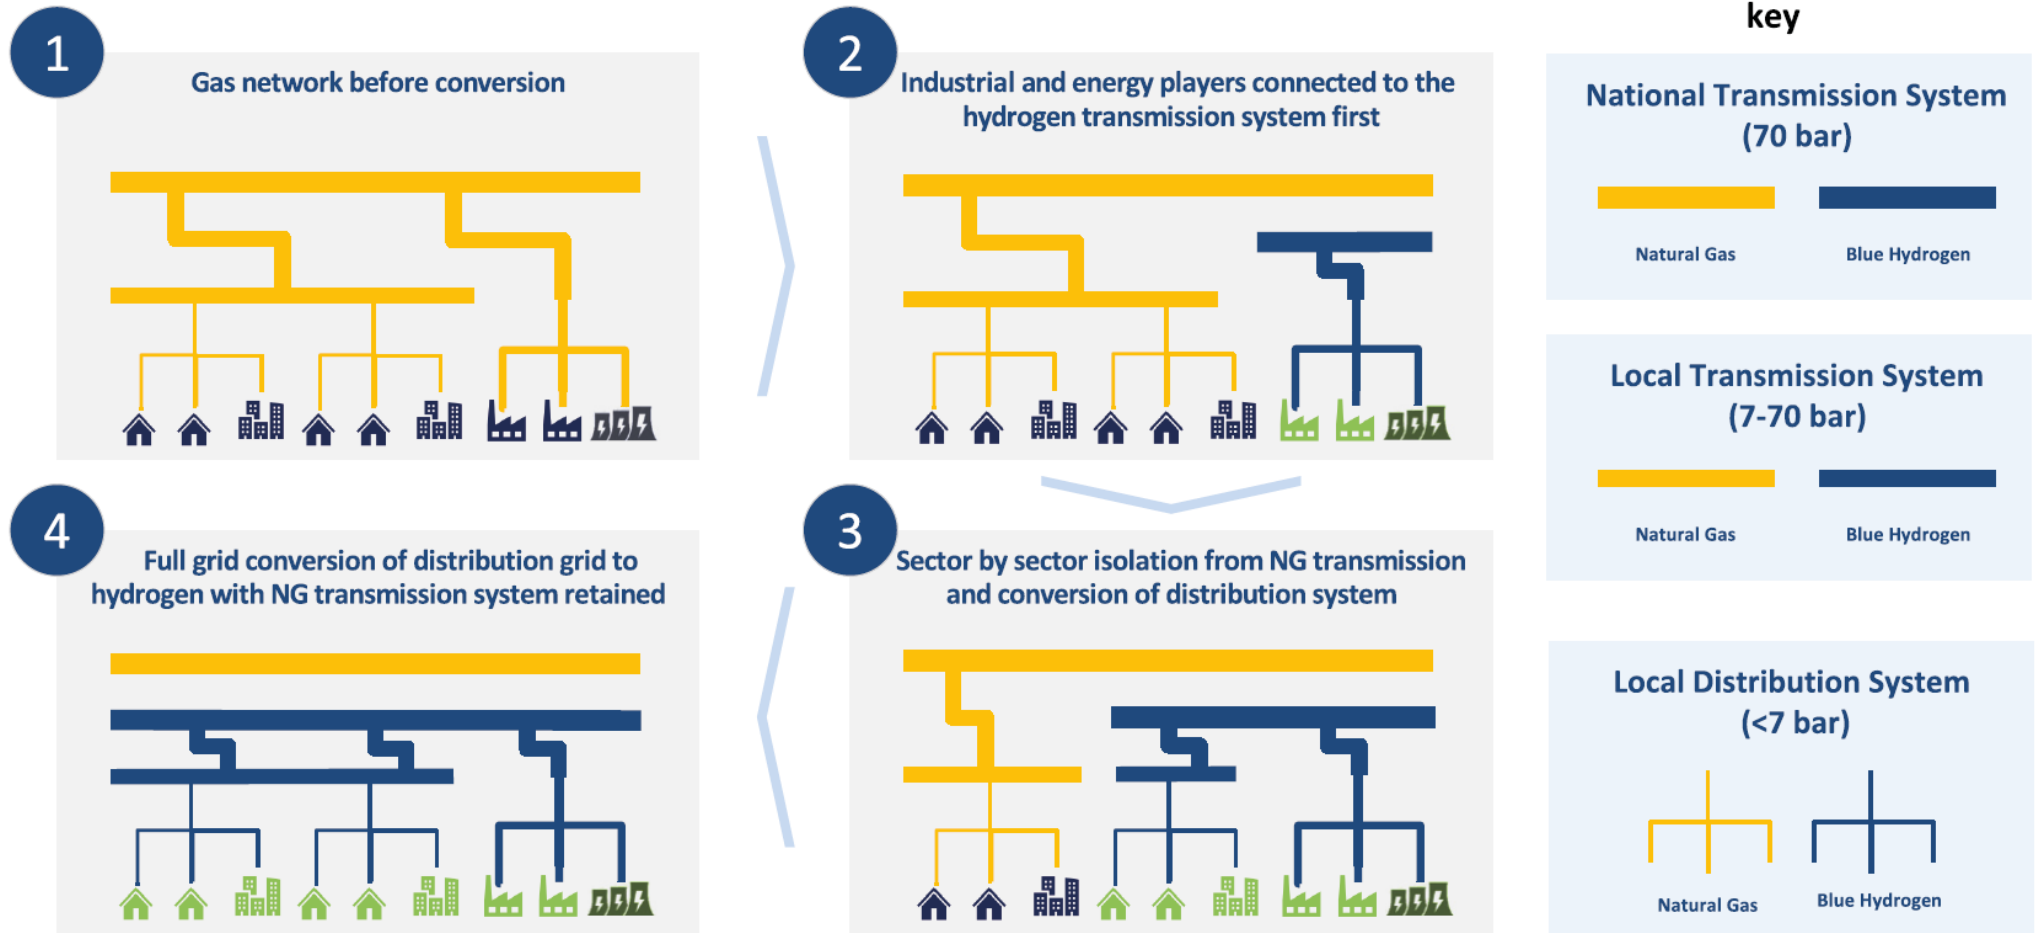 1
Gas network before conversion
2
Industrial and energy players connected to the
hydrogen transmission system first
3
Sector by sector isolation from NG transmission
and conversion of distribution system
4
Full grid conversion of distribution grid to
hydrogen with NG transmission system retained
key
National Transmission System
(70 bar)
Natural Gas
Blue Hydrogen
Local Transmission System
(7-70 bar)
Natural Gas
Blue Hydrogen
Local Distribution System
(<7 bar)
Natural Gas
Blue Hydrogen